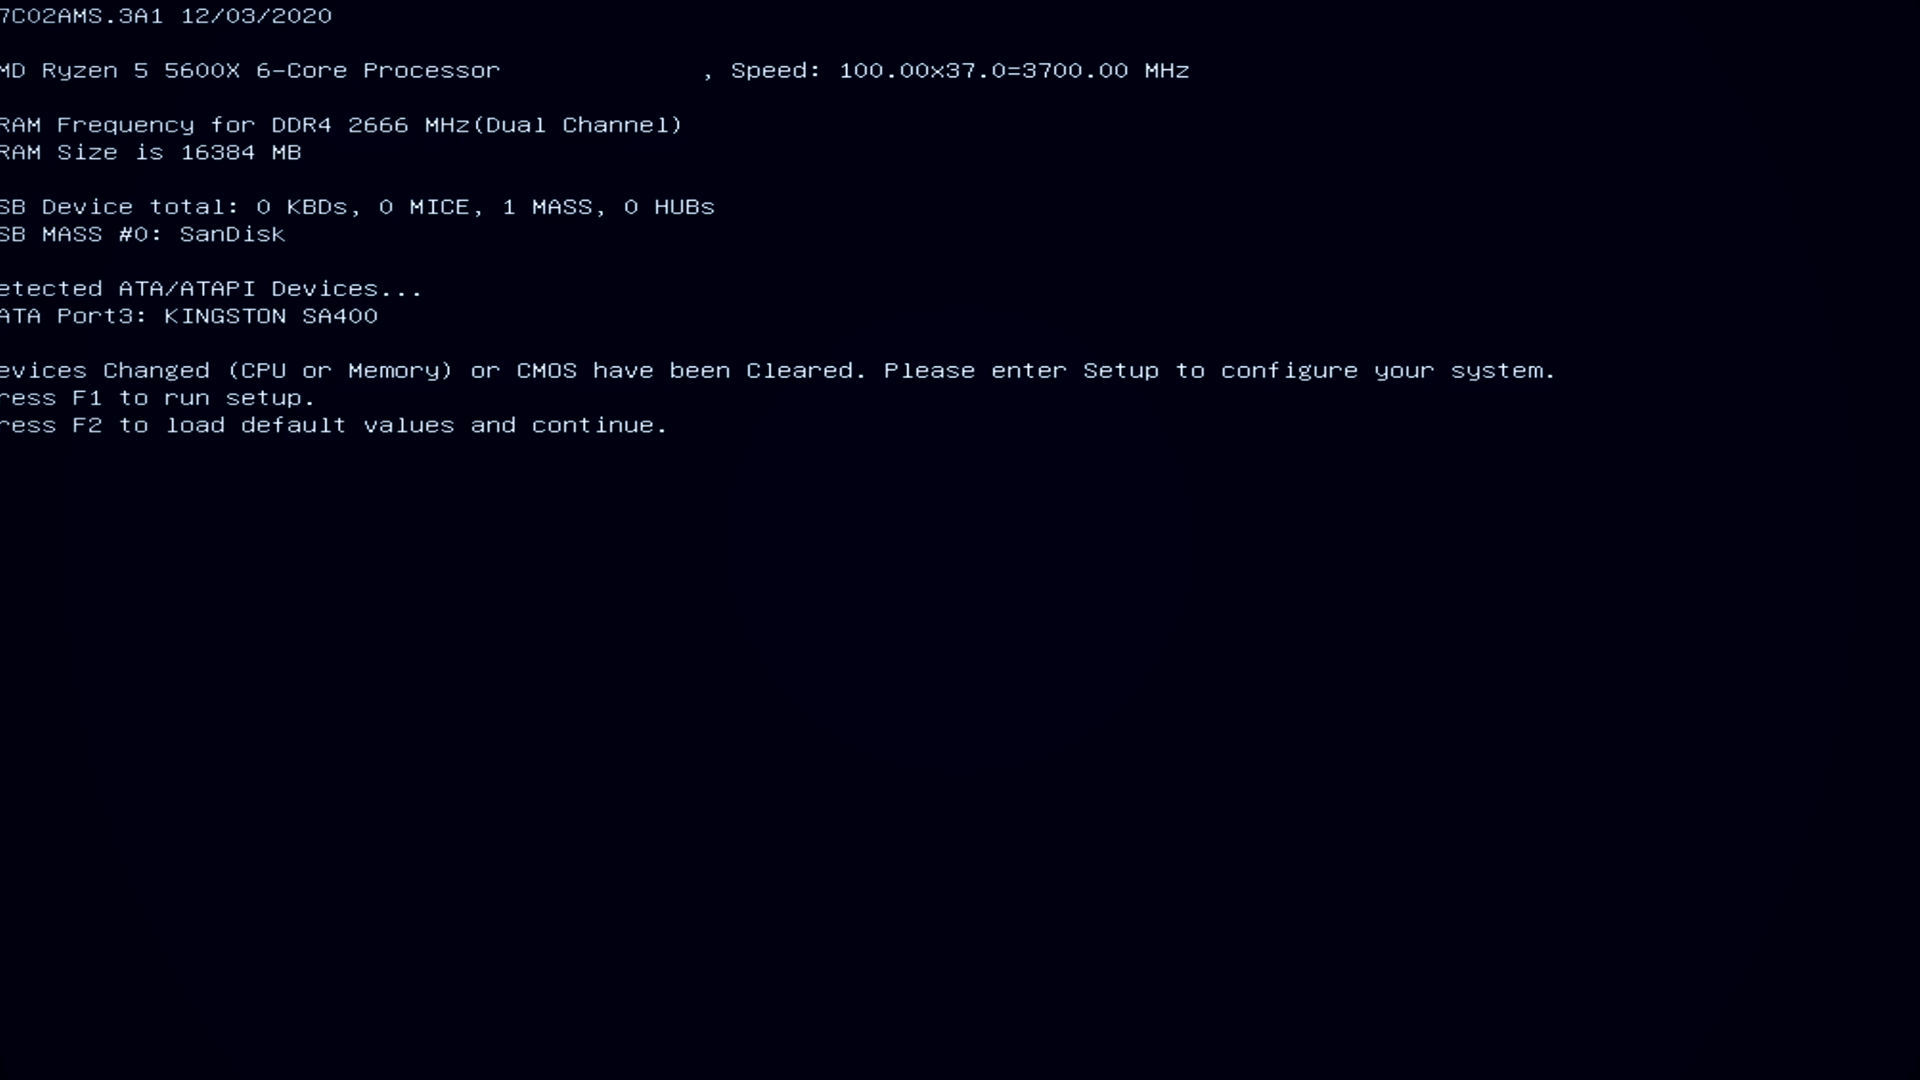 7C02AMS.3A1 12/03/2020
MD Ryzen 5 5600X 6-Core Processor , Speed: 100.00x37.0=3700.00 MHz
RAM Frequency for DDR4 2666 MHz(Dual Channel)
RAM Size is 16384 MB
SB Device total: 0 KBDs, 0 MICE, 1 MASS, 0 HUBs
SB MASS #0: SanDisk
etected ATA/ATAPI Devices...
ATA Port3: KINGSTON SA400
evices Changed (CPU or Memory) or CMOS have been Cleared. Please enter Setup to configure your system.
ress F1 to run setup.
ress F2 to load default values and continue.